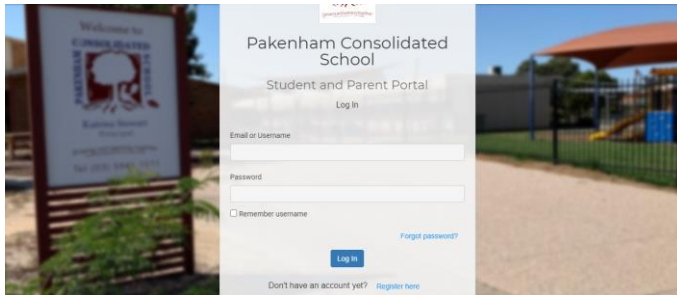 Welcome to
CONSOLIDATED
PAKENHAM
SCHOOL
Principal
Pakenham Consolidated
School
Student and Parent Portal
Log In
Email or Username
Password
Remember username
Forgot password?
Log In
Don't have an account yet? Register here